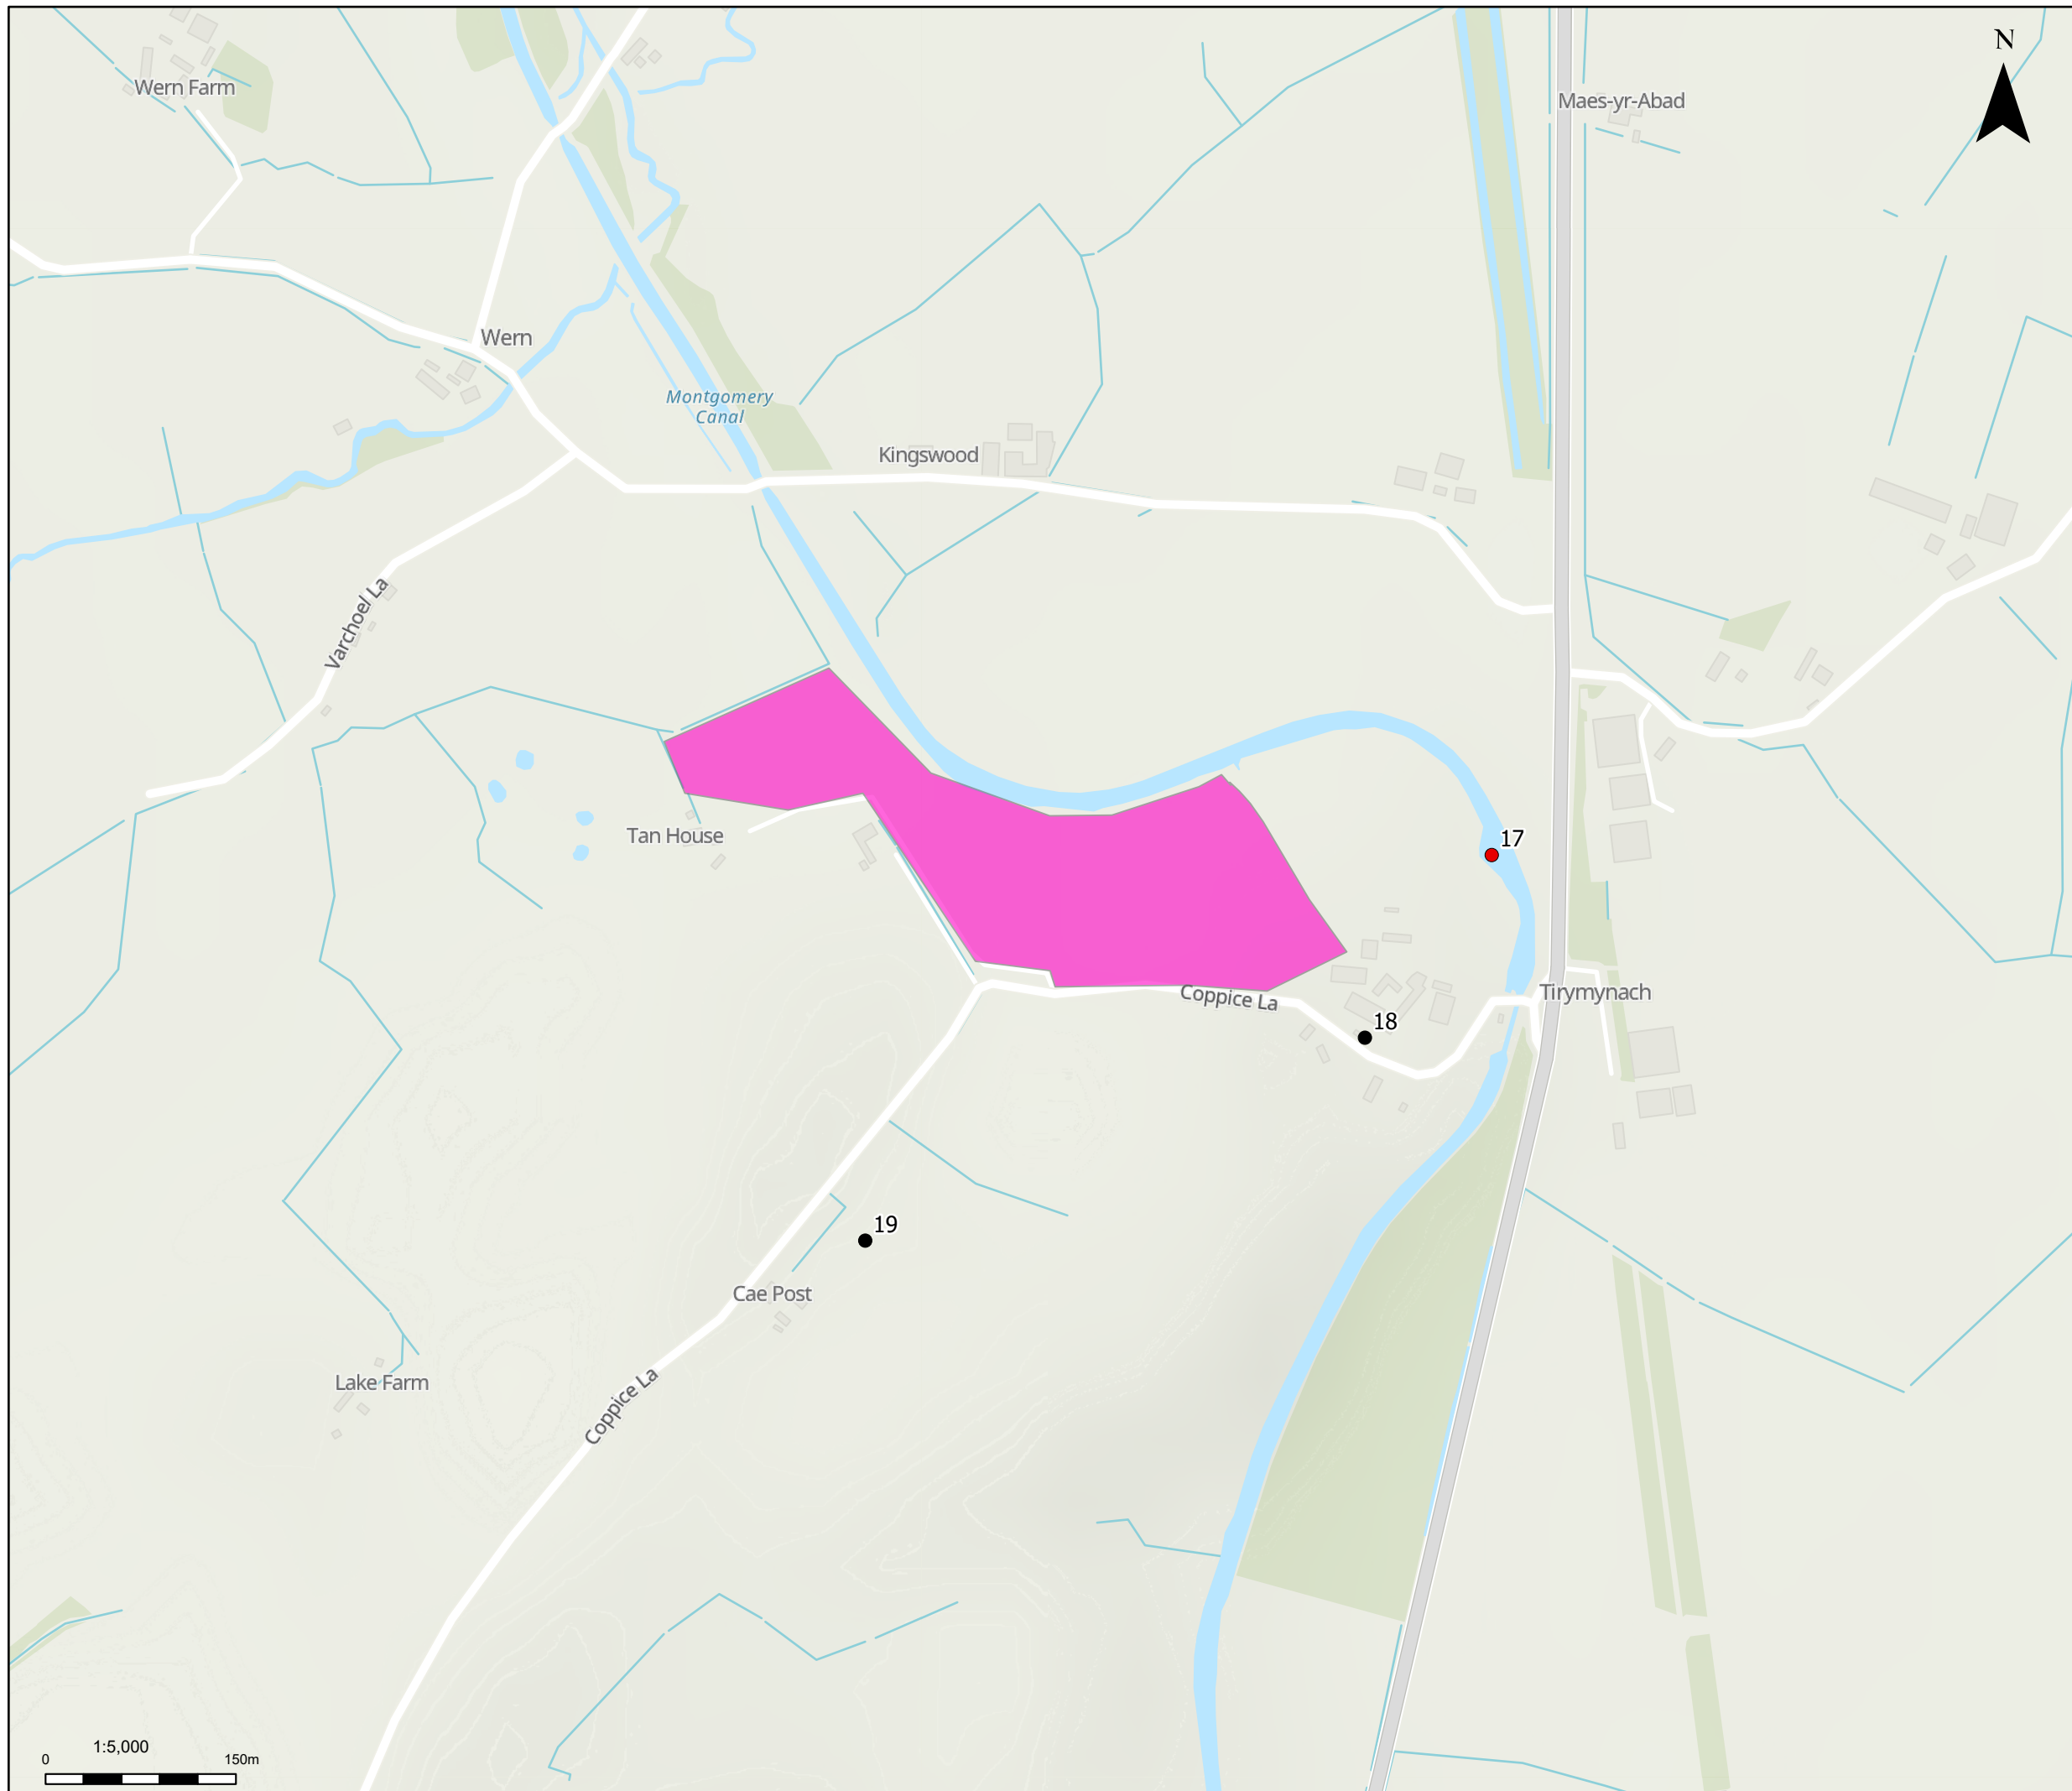 N
Wern Farm
Maes-yr-Abad
Wern
Montgomery
Canal
Kingswood
Varchoel La
Tan House
17
Tirymynach
Coppice La
18
19
Cae Post
Lake Farm
Coppice La
1:5,000
0 150m